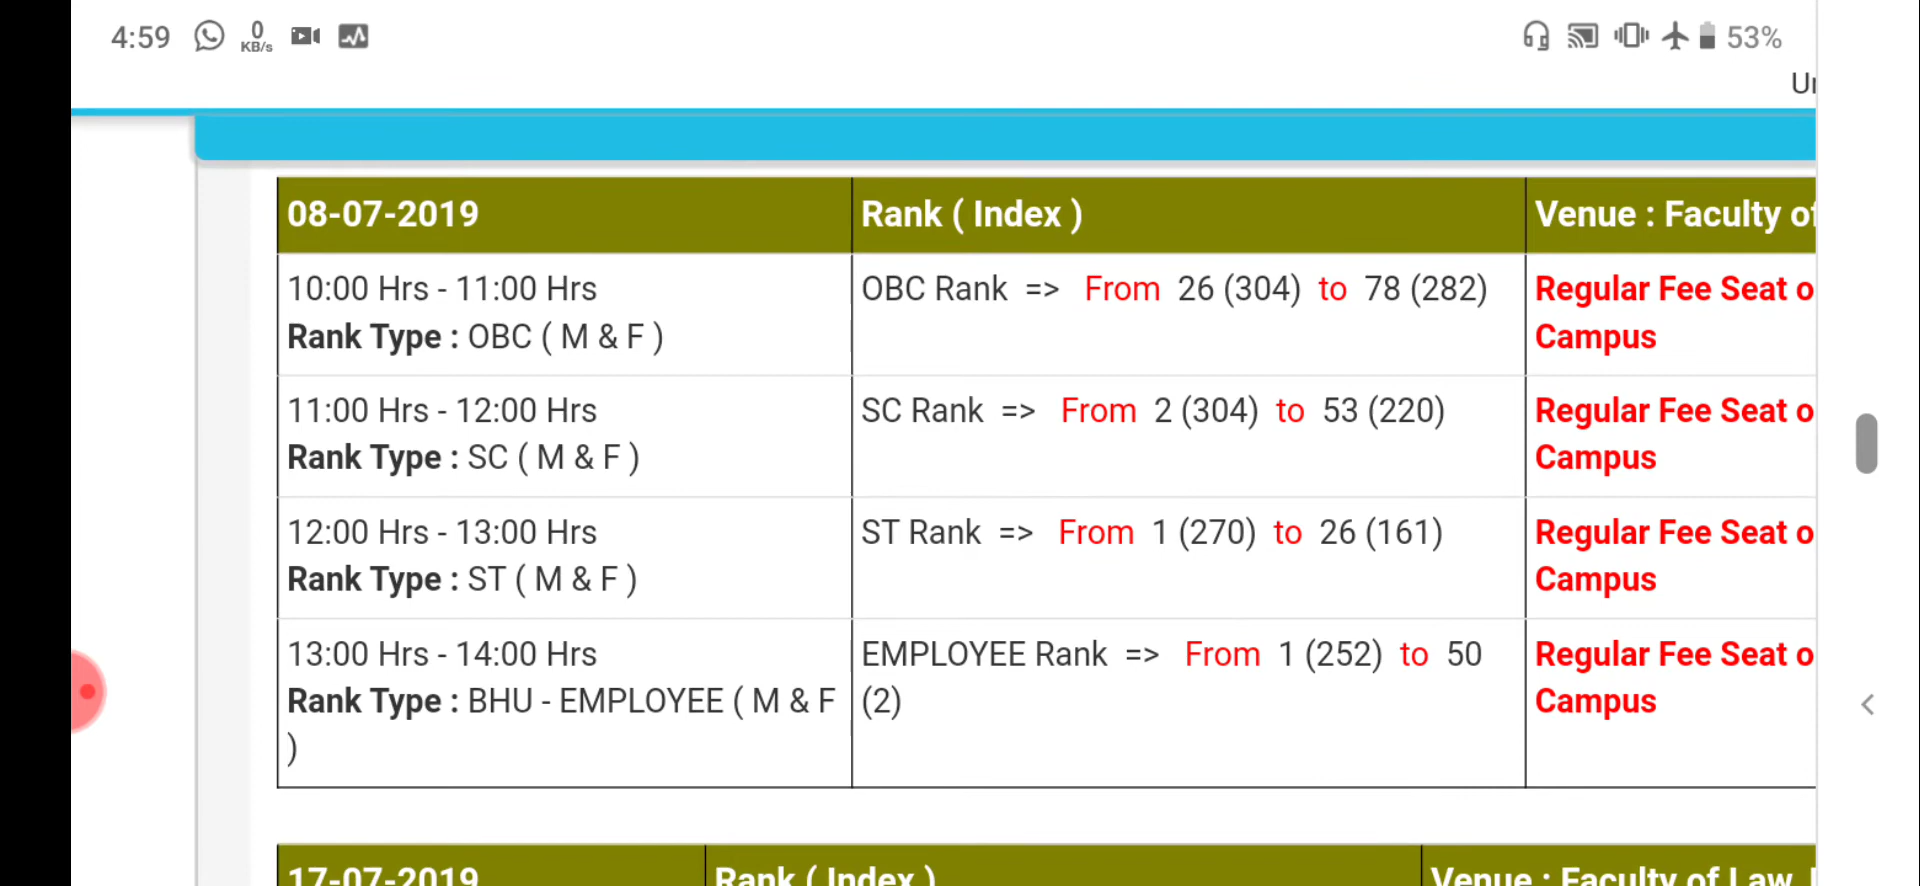 4:59 0 KB/s 53%
08-07-2019 Rank ( Index ) Venue : Faculty of
10:00 Hrs - 11:00 Hrs
Rank Type : OBC ( M & F )
OBC Rank => From 26 (304) to 78 (282)
Regular Fee Seat
Campus
11:00 Hrs - 12:00 Hrs
Rank Type : SC ( M & F )
SC Rank => From 2 (304) to 53 (220)
Regular Fee Seat
Campus
12:00 Hrs - 13:00 Hrs
Rank Type : ST ( M & F )
ST Rank => From 1 (270) to 26 (161)
Regular Fee Seat
Campus
13:00 Hrs - 14:00 Hrs
Rank Type : BHU - EMPLOYEE ( M & F
)
EMPLOYEE Rank => From 1 (252) to 50
(2)
Regular Fee Seat
Campus
17-07-2019 Rank ( Index ) Venue : Faculty of Law,